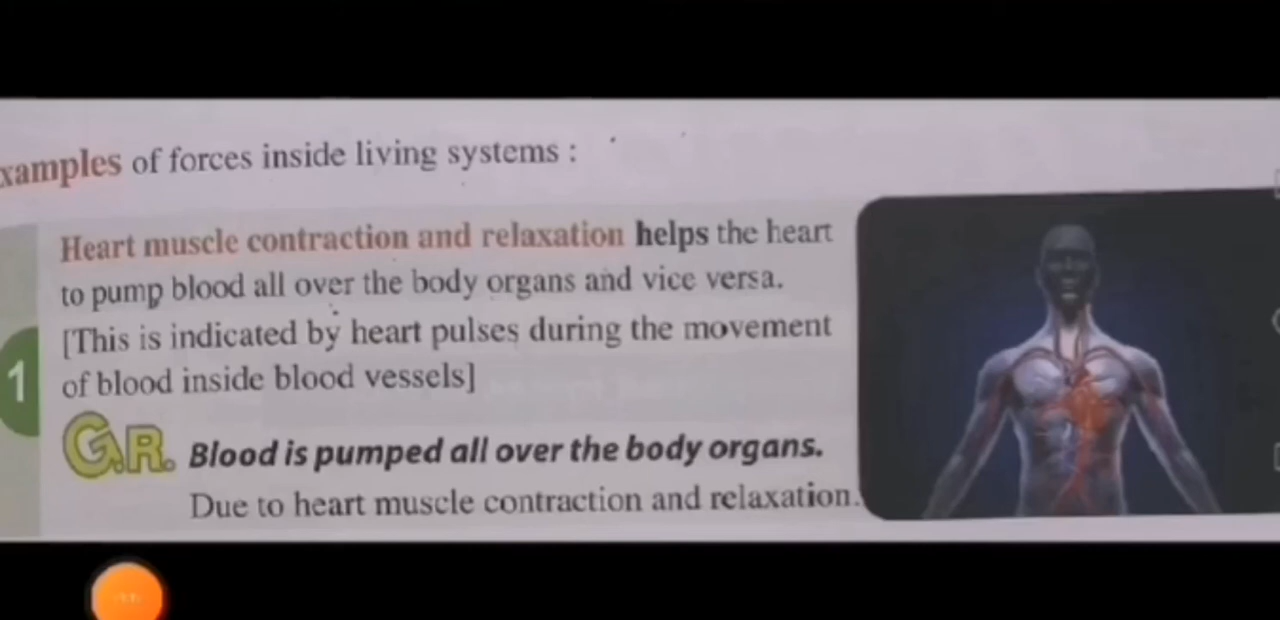 xamples of forces inside living systems :
Heart muscle contraction and relaxation helps the heart
to pump blood all over the body organs and vice versa.
[This is indicated by heart pulses during the movement
1 of blood inside blood vessels]
G.R. Blood is pumped all over the body organs.
Due to heart muscle contraction and relaxation.